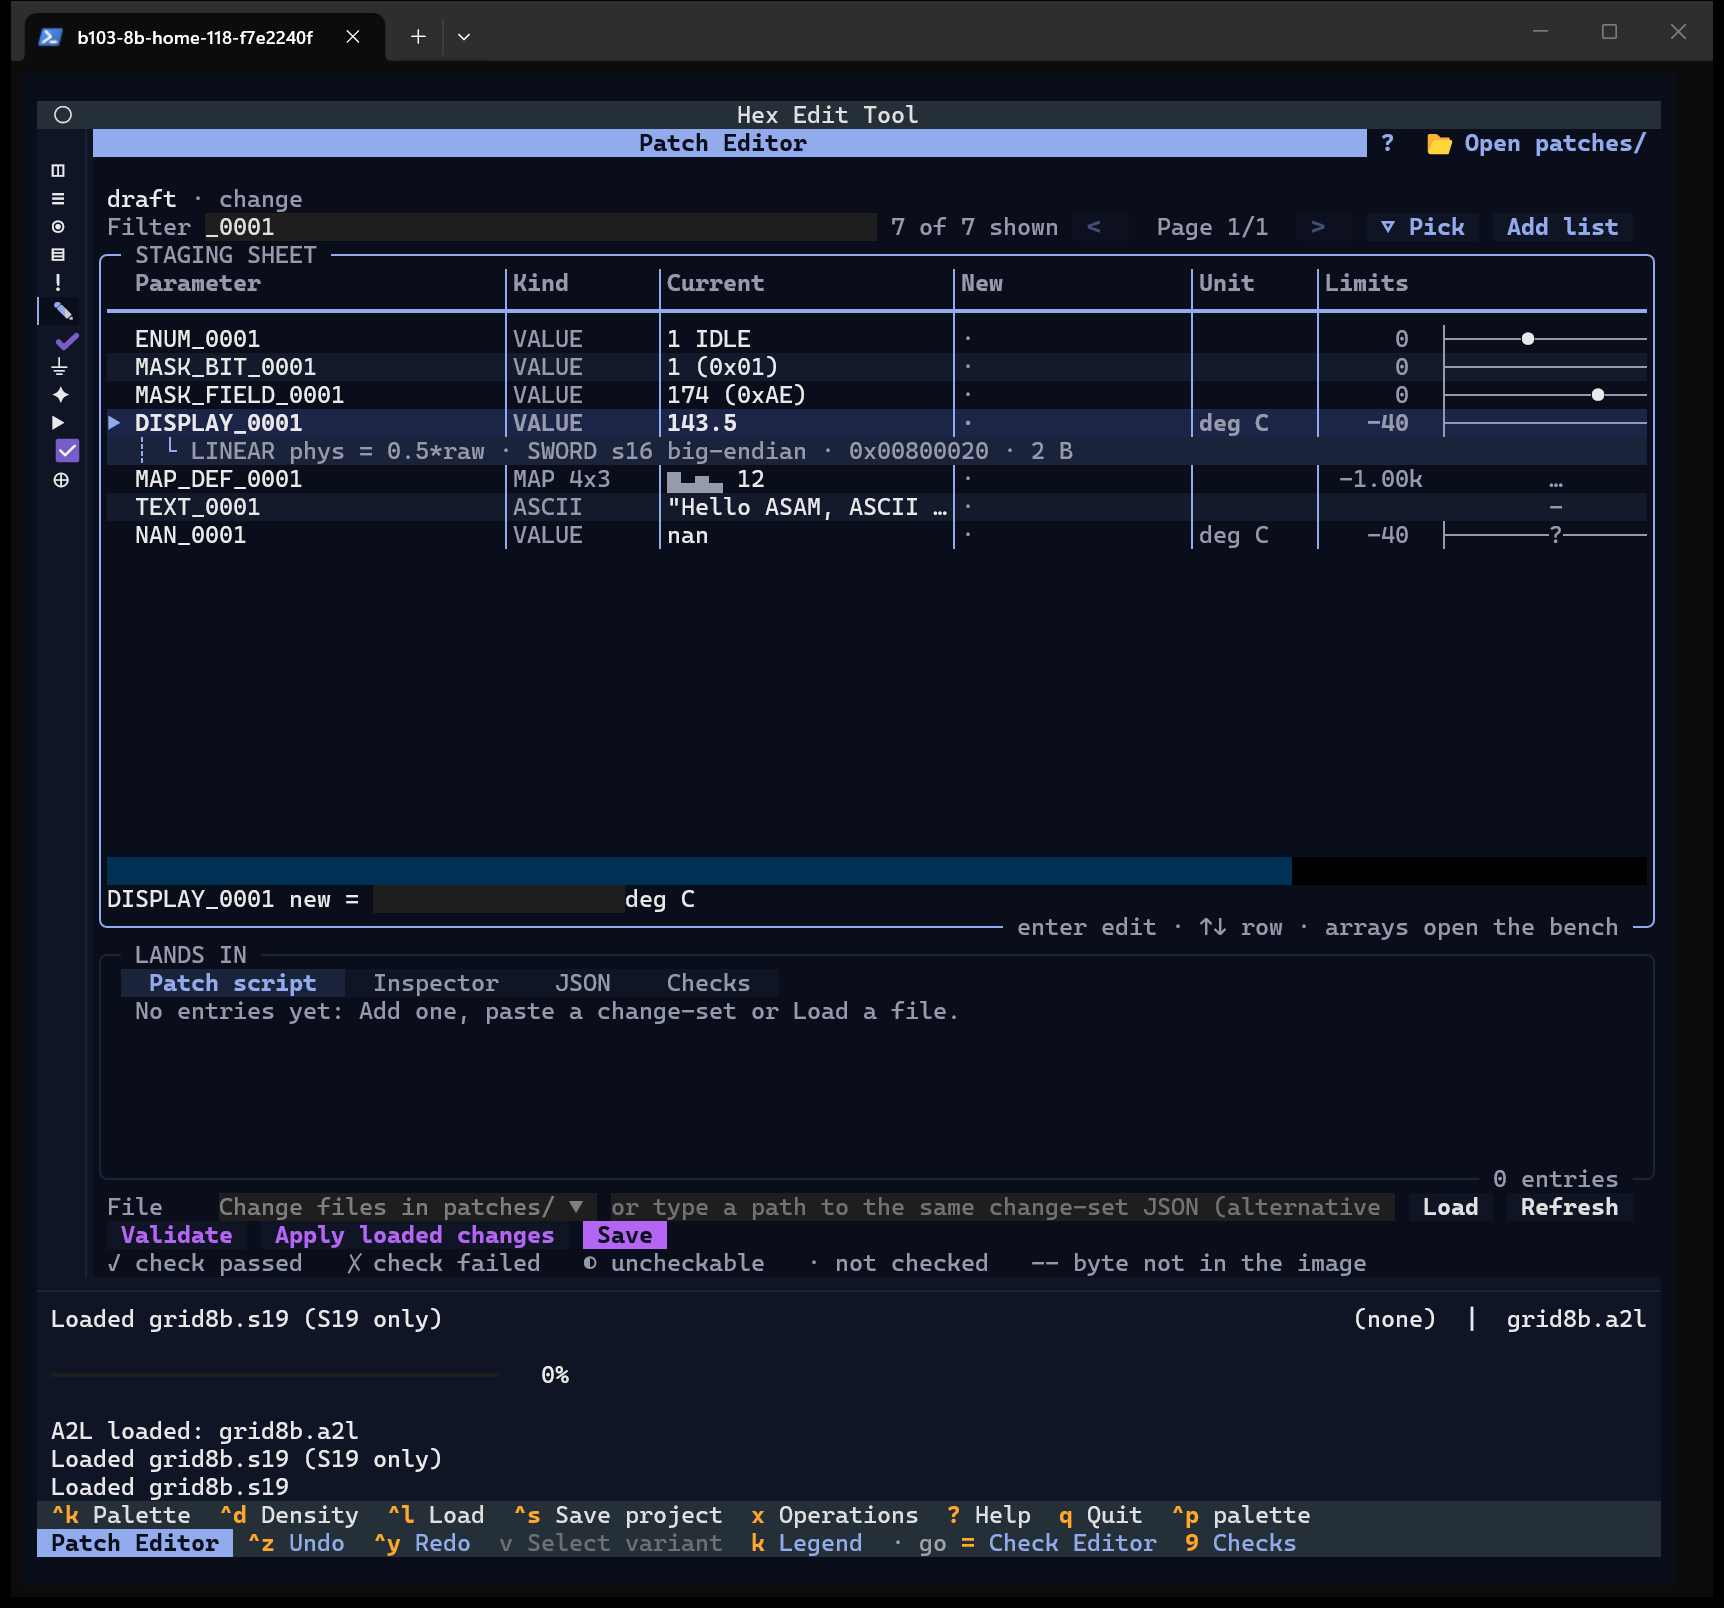 b103-8b-home-118-f7e2240f
Hex Edit Tool
Patch Editor ? Open patches/
draft · change
Filter _0001 7 of 7 shown < Page 1/1 > ▽ Pick Add list
STAGING SHEET
Parameter Kind Current New Unit Limits
ENUM_0001 VALUE 1 IDLE · 0
MASK_BIT_0001 VALUE 1 (0x01) · 0
MASK_FIELD_0001 VALUE 174 (0xAE) · 0
DISPLAY_0001 VALUE 143.5 · deg C −40
└ LINEAR phys = 0.5*raw · SWORD s16 big-endian · 0x00800020 · 2 B
MAP_DEF_0001 MAP 4x3 12 · −1.00k …
TEXT_0001 ASCII "Hello ASAM, ASCII … · −
NAN_0001 VALUE nan · deg C −40 ?
DISPLAY_0001 new = deg C
enter edit · ↑↓ row · arrays open the bench
LANDS IN
Patch script Inspector JSON Checks
No entries yet: Add one, paste a change-set or Load a file.
0 entries
File Change files in patches/ ▼ or type a path to the same change-set JSON (alternative Load Refresh
Validate Apply loaded changes Save
√ check passed ╳ check failed ◐ uncheckable · not checked −− byte not in the image
Loaded grid8b.s19 (S19 only) (none) | grid8b.a2l
0%
A2L loaded: grid8b.a2l
Loaded grid8b.s19 (S19 only)
Loaded grid8b.s19
^k Palette ^d Density ^l Load ^s Save project x Operations ? Help q Quit ^p palette
Patch Editor ^z Undo ^y Redo v Select variant k Legend · go = Check Editor 9 Checks